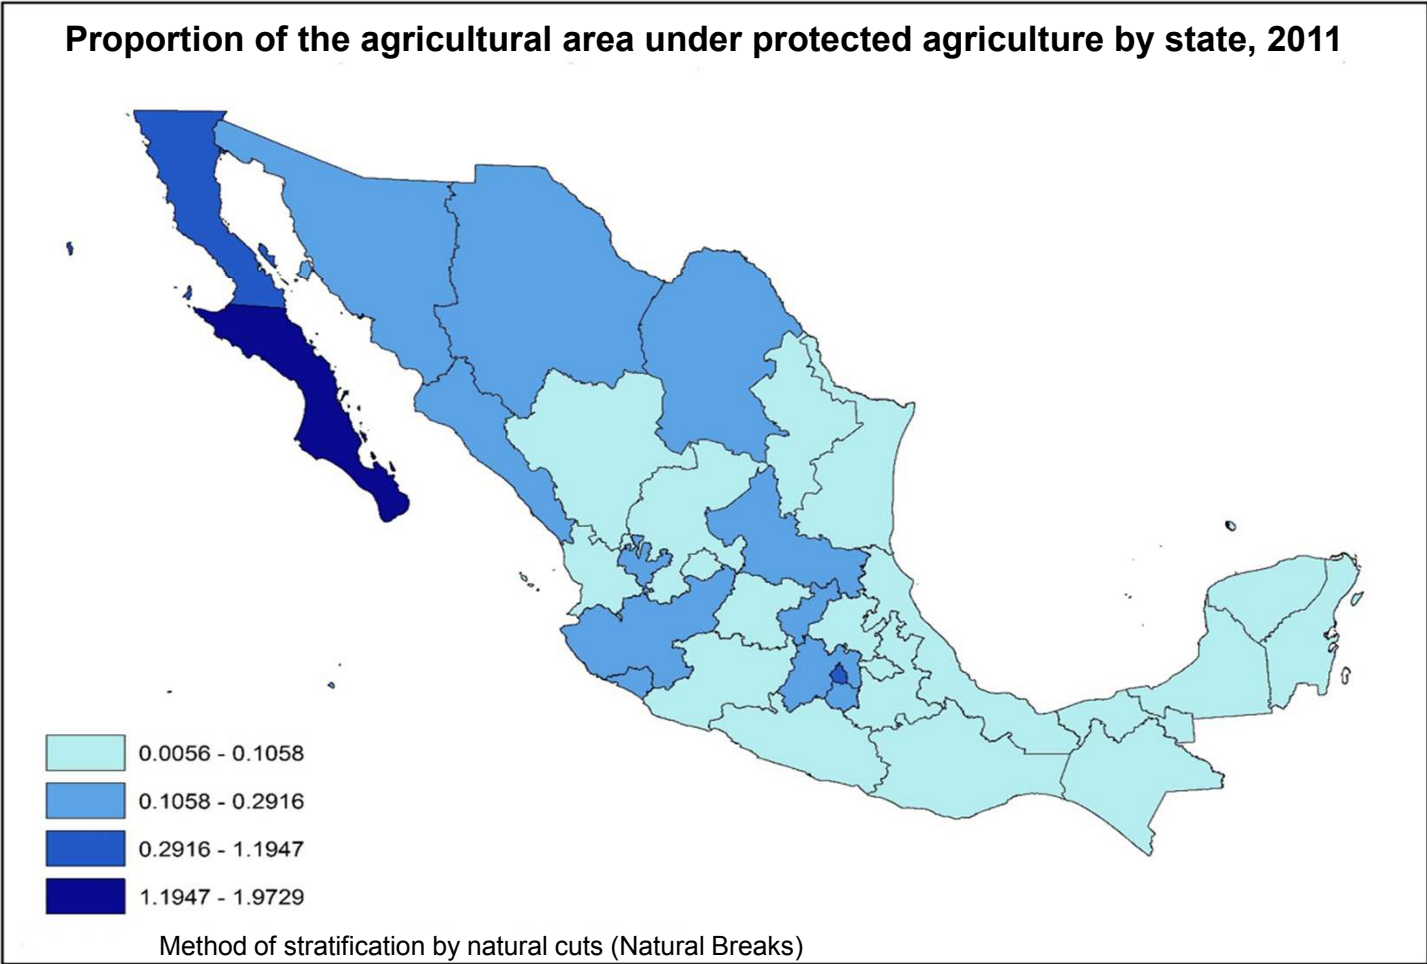 Proportion of the agricultural area under protected agriculture by state, 2011
0.0056 - 0.1058
0.1058 - 0.2916
0.2916 - 1.1947
1.1947 - 1.9729
Method of stratification by natural cuts (Natural Breaks)